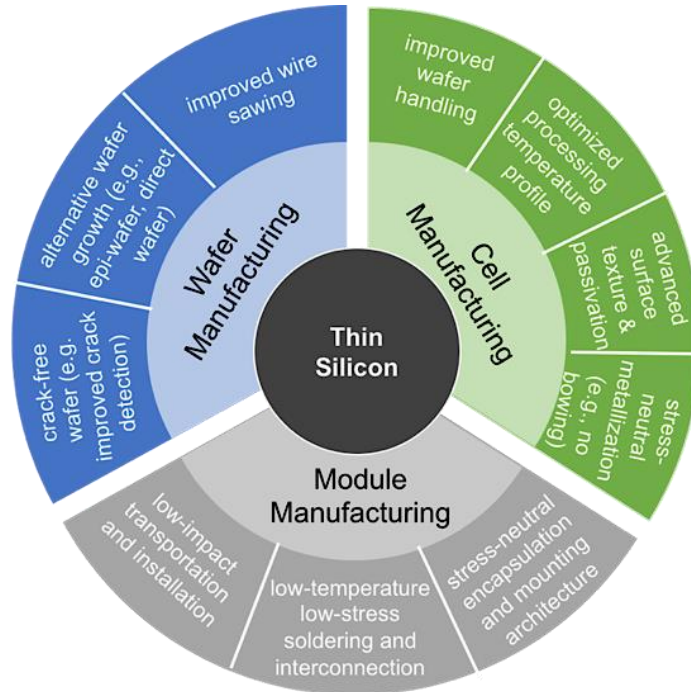 improved wire
sawing
alternative wafer
growth (e.g.,
epi-wafer, direct
wafer)
crack-free
wafer (e.g.
improved crack
detection)
Wafer
Manufacturing
improved
wafer
handling
optimized
processing
temperature
profile
advanced
surface
texture &
passivation
stress-
neutral
metallization
(e.g., no
bowing)
Cell
Manufacturing
Thin
Silicon
Module
Manufacturing
low-impact
transportation
and installation
low-temperature
low-stress
soldering and
interconnection
stress-neutral
encapsulation
and mounting
architecture